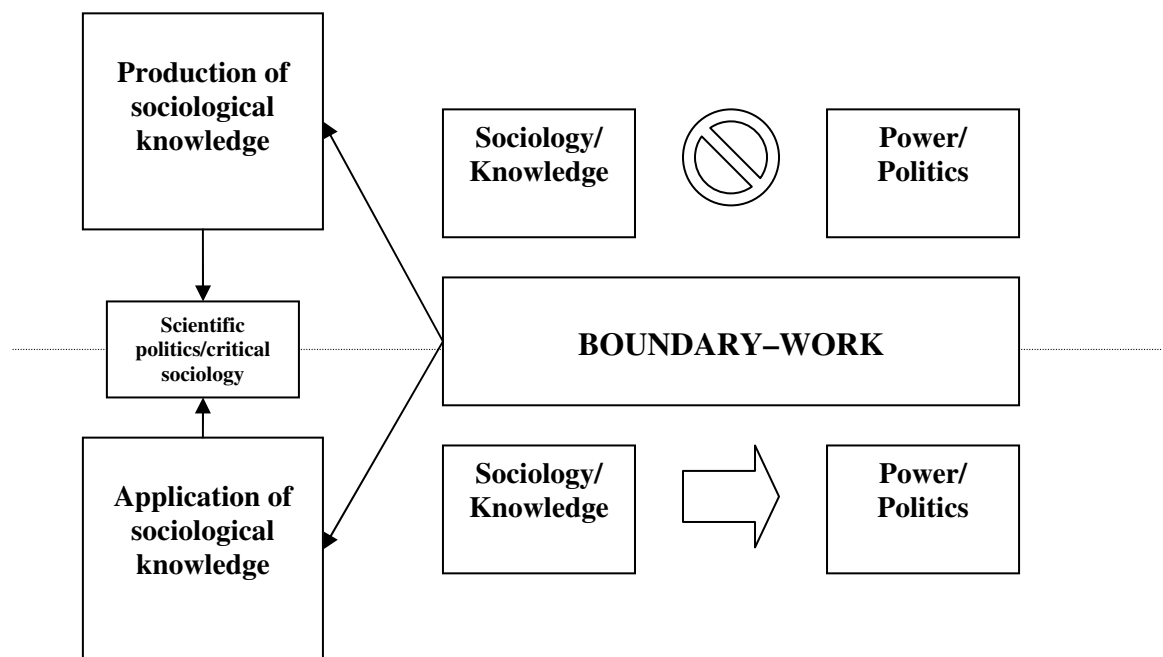 Production of
sociological
knowledge
Sociology/
Knowledge
Power/
Politics
Scientific
politics/critical
sociology
BOUNDARY–WORK
Application of
sociological
knowledge
Sociology/
Knowledge
Power/
Politics